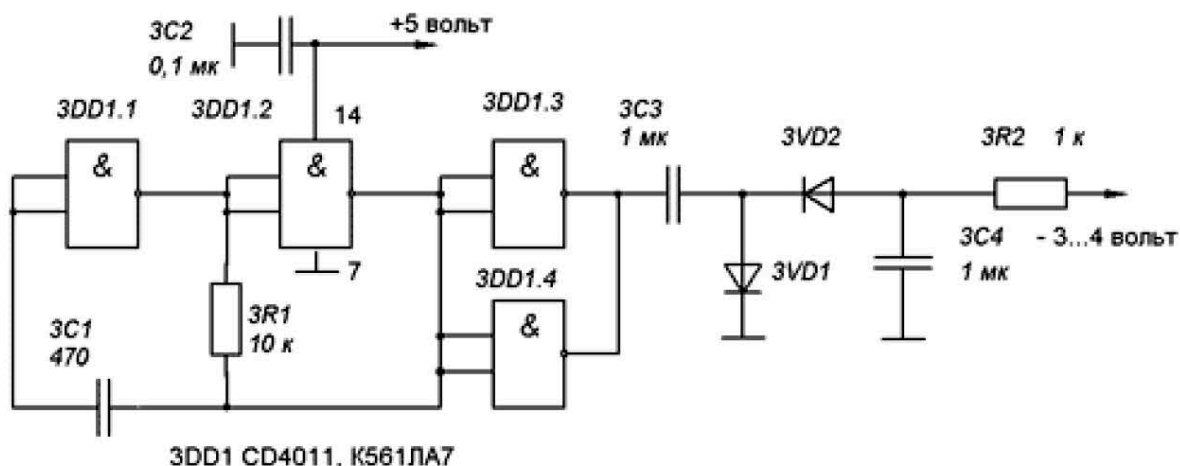 3C2
0,1 мк
+5 вольт
3DD1.1
3DD1.2
14
3DD1.3
3C3
1 мк
3VD2
3R2 1 к
&
&
&
7
3C4
1 мк
- 3...4 вольт
3VD1
3DD1.4
&
3R1
10 к
3C1
470
3DD1 CD4011, К561ЛА7